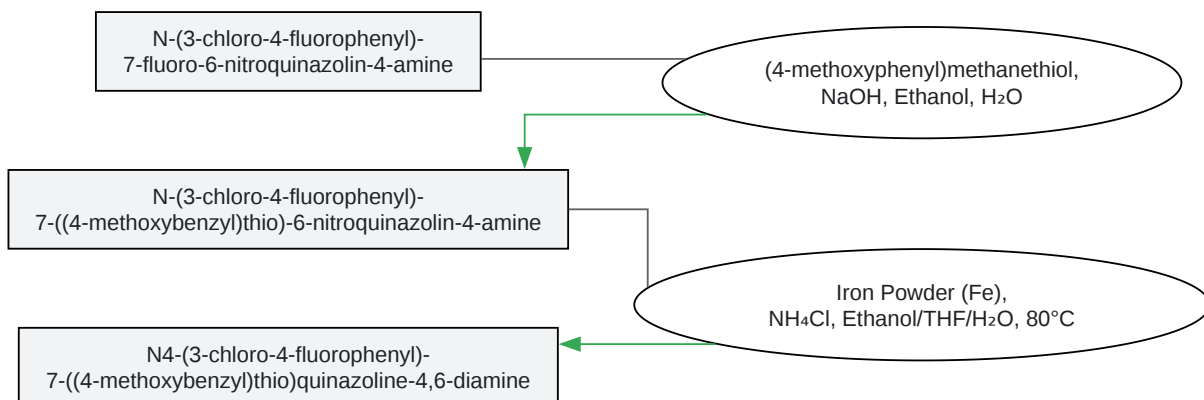 N-(3-chloro-4-fluorophenyl)-
7-fluoro-6-nitroquinazolin-4-amine
(4-methoxyphenyl)methanethiol,
NaOH, Ethanol, H₂O
N-(3-chloro-4-fluorophenyl)-
7-((4-methoxybenzyl)thio)-6-nitroquinazolin-4-amine
Iron Powder (Fe),
NH₄Cl, Ethanol/THF/H₂O, 80°C
N4-(3-chloro-4-fluorophenyl)-
7-((4-methoxybenzyl)thio)quinazoline-4,6-diamine